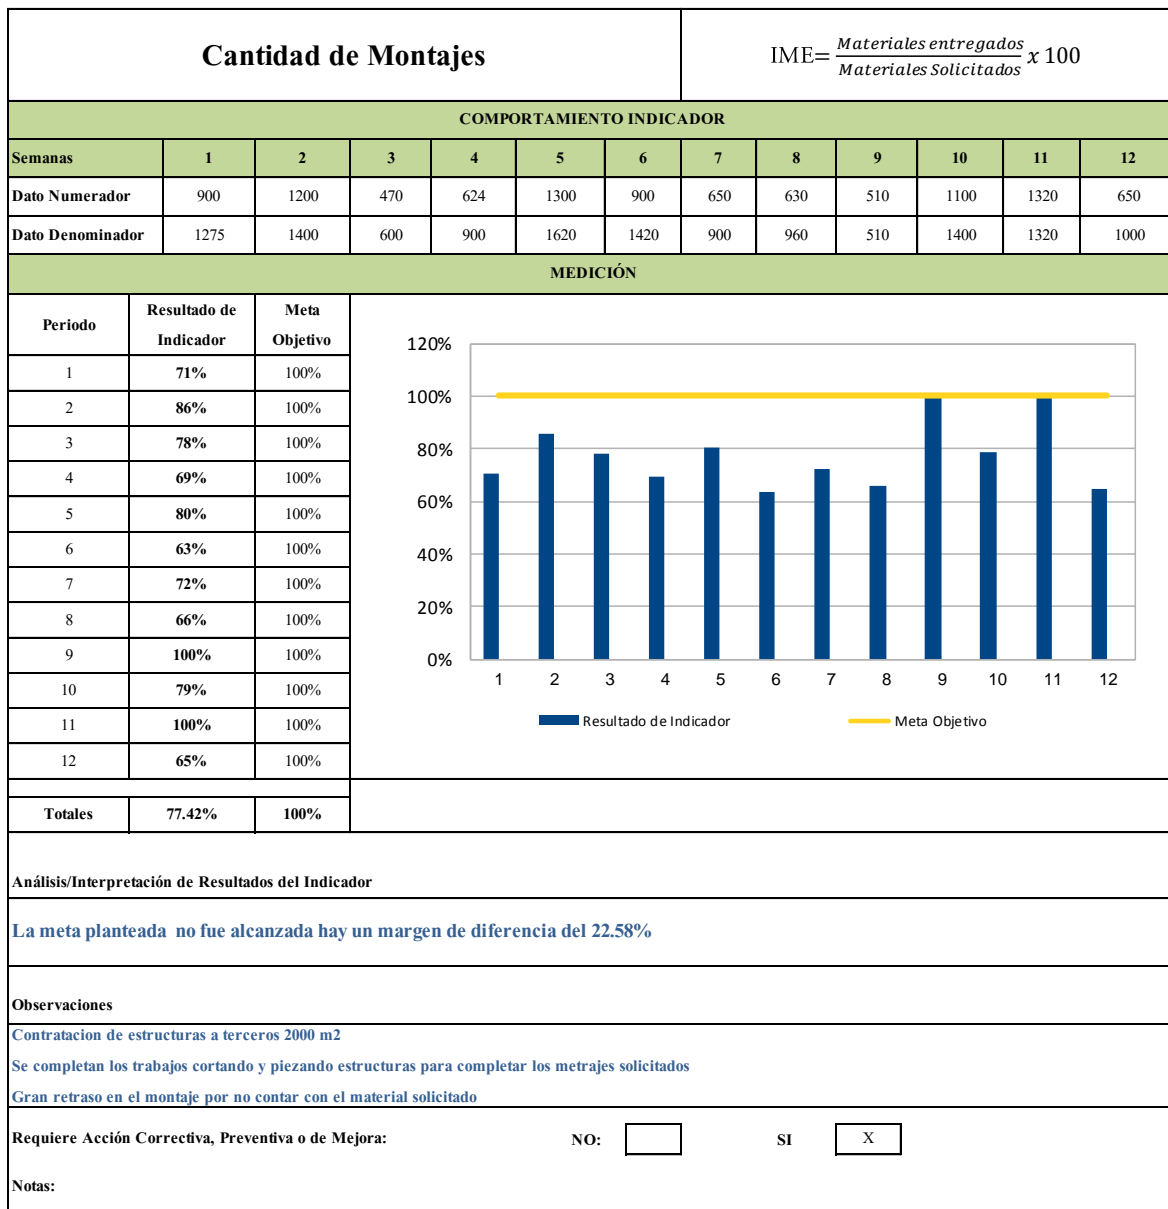 Cantidad de Montajes
IME= Materiales entregados / Materiales Solicitados x 100
COMPORTAMIENTO INDICADOR
Semanas 1 2 3 4 5 6 7 8 9 10 11 12
Dato Numerador 900 1200 470 624 1300 900 650 630 510 1100 1320 650
Dato Denominador 1275 1400 600 900 1620 1420 900 960 510 1400 1320 1000
MEDICIÓN
Periodo Resultado de Indicador Meta Objetivo
1 71% 100%
2 86% 100%
3 78% 100%
4 69% 100%
5 80% 100%
6 63% 100%
7 72% 100%
8 66% 100%
9 100% 100%
10 79% 100%
11 100% 100%
12 65% 100%
Totales 77.42% 100%
120%
100%
80%
60%
40%
20%
0%
1 2 3 4 5 6 7 8 9 10 11 12
Resultado de Indicador Meta Objetivo
Análisis/Interpretación de Resultados del Indicador
La meta planteada no fue alcanzada hay un margen de diferencia del 22.58%
Observaciones
Contratacion de estructuras a terceros 2000 m2
Se completan los trabajos cortando y piezando estructuras para completar los metrajes solicitados
Gran retraso en el montaje por no contar con el material solicitado
Requiere Acción Correctiva, Preventiva o de Mejora: NO: SI X
Notas: